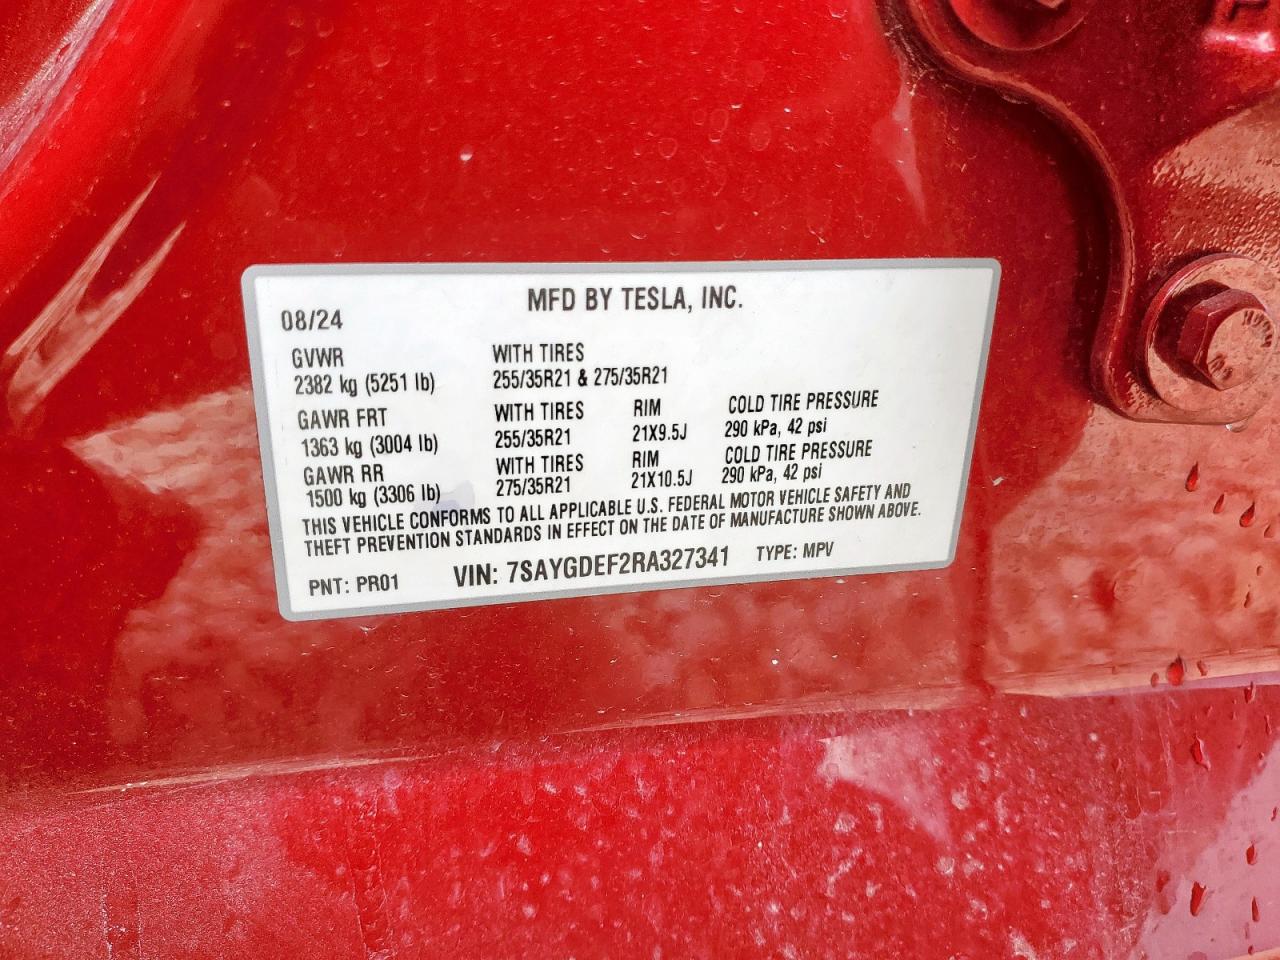 MFD BY TESLA, INC.
08/24
GVWR WITH TIRES
2382 kg (5251 lb) 255/35R21 & 275/35R21
GAWR FRT WITH TIRES RIM COLD TIRE PRESSURE
1363 kg (3004 lb) 255/35R21 21X9.5J 290 kPa, 42 psi
GAWR RR WITH TIRES RIM COLD TIRE PRESSURE
1500 kg (3306 lb) 275/35R21 21X10.5J 290 kPa, 42 psi
THIS VEHICLE CONFORMS TO ALL APPLICABLE U.S. FEDERAL MOTOR VEHICLE SAFETY AND
THEFT PREVENTION STANDARDS IN EFFECT ON THE DATE OF MANUFACTURE SHOWN ABOVE.
PNT: PR01 VIN: 7SAYGDEF2RA327341 TYPE: MPV